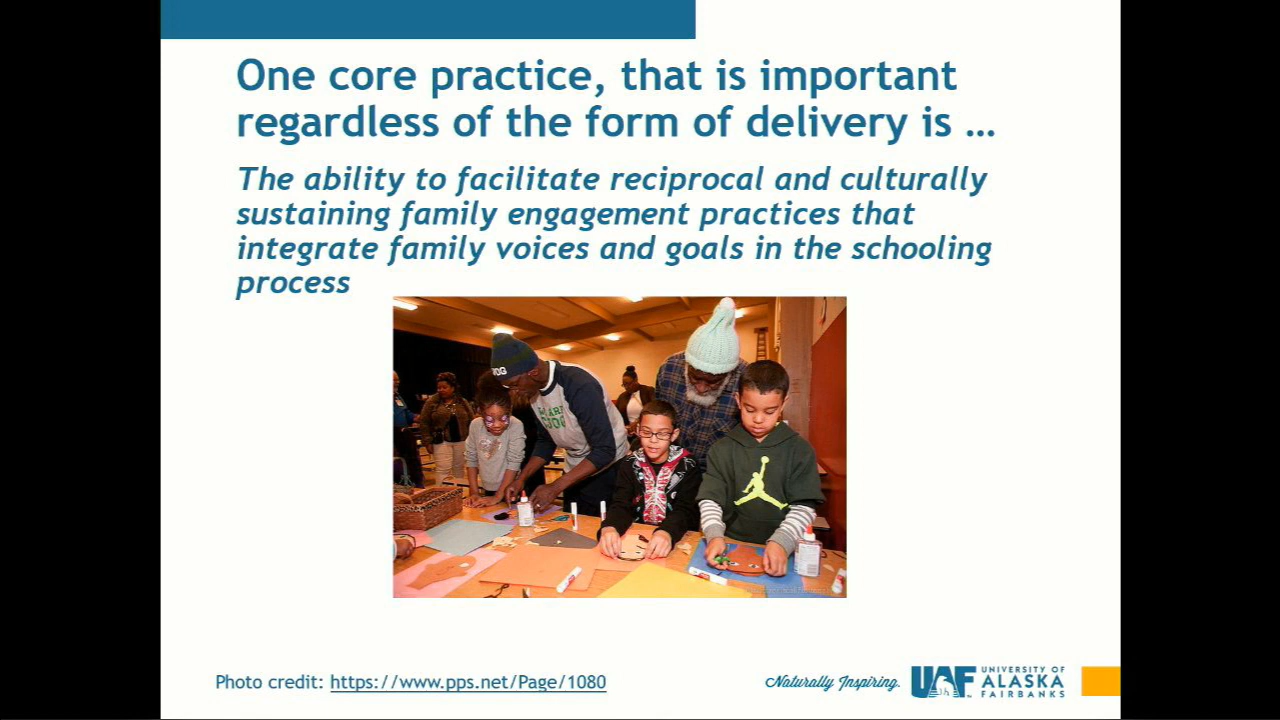 One core practice, that is important
regardless of the form of delivery is …
The ability to facilitate reciprocal and culturally
sustaining family engagement practices that
integrate family voices and goals in the schooling
process
Photo credit: https://www.pps.net/Page/1080
Naturally Inspiring.
UAF
UNIVERSITY OF
ALASKA
FAIRBANKS